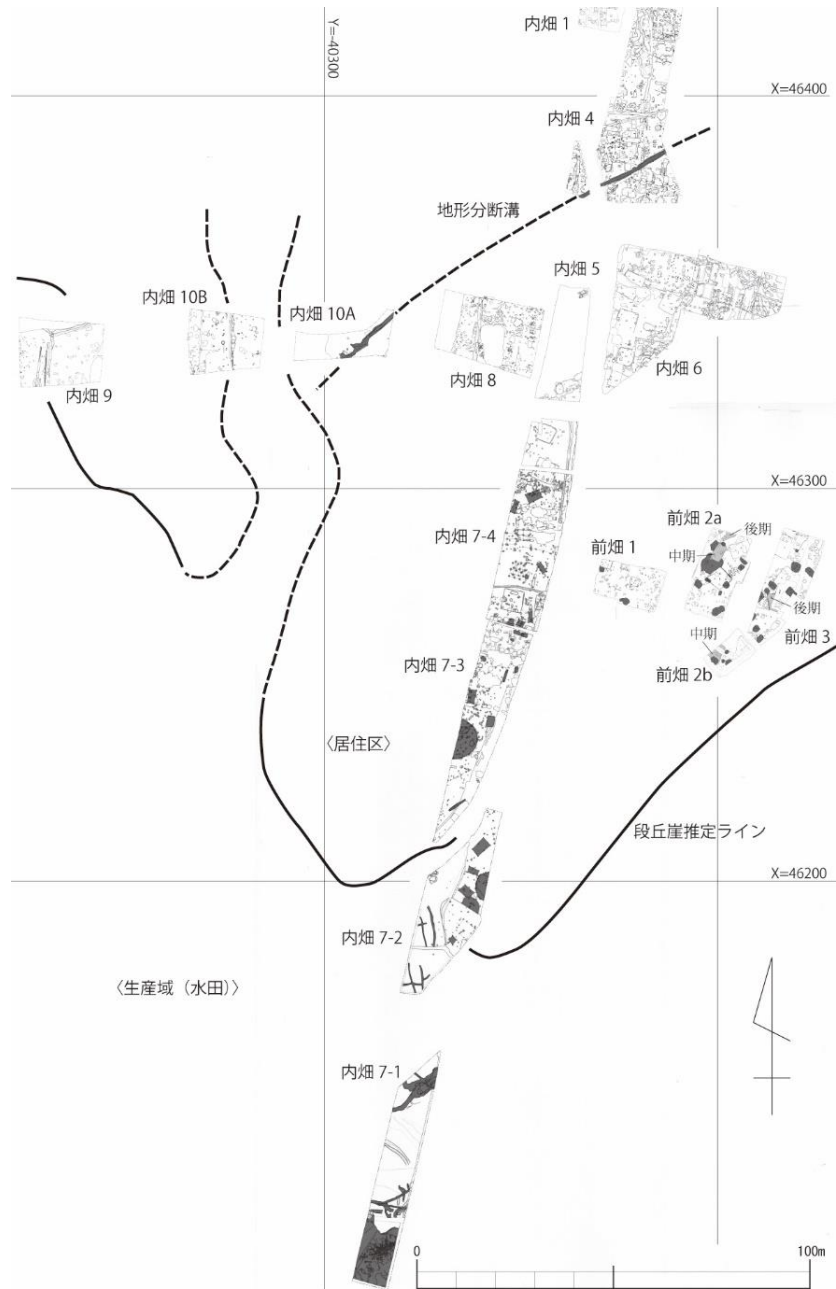 内畑 1
Y=-40300
X=46400
内畑 4
地形分断溝
内畑 5
内畑 10B
内畑 10A
内畑 9
内畑 8
内畑 6
X=46300
内畑 7-4
前畑 1
前畑 2a
後期
中期
後期
中期
前畑 3
前畑 2b
内畑 7-3
〈居住区〉
段丘崖推定ライン
X=46200
内畑 7-2
〈生産域（水田）〉
内畑 7-1
0
100m